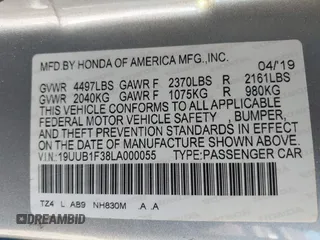 MFD BY HONDA OF AMERICA MFG.,INC.
04/19
GVWR 4497LBS GAWR F 2370LBS R 2161LBS
GVWR 2040KG GAWR F 1075KG R 980KG
THIS VEHICLE CONFORMS TO ALL APPLICABLE
FEDERAL MOTOR VEHICLE SAFETY, BUMPER,
AND THEFT PREVENTION STANDARDS IN EFFECT
ON THE DATE OF MANUFACTURE SHOWN ABOVE.
VIN:19UUB1F38LA000055 TYPE:PASSENGER CAR
TZ4 L AB9 NH830M .A .A
DREAMBID